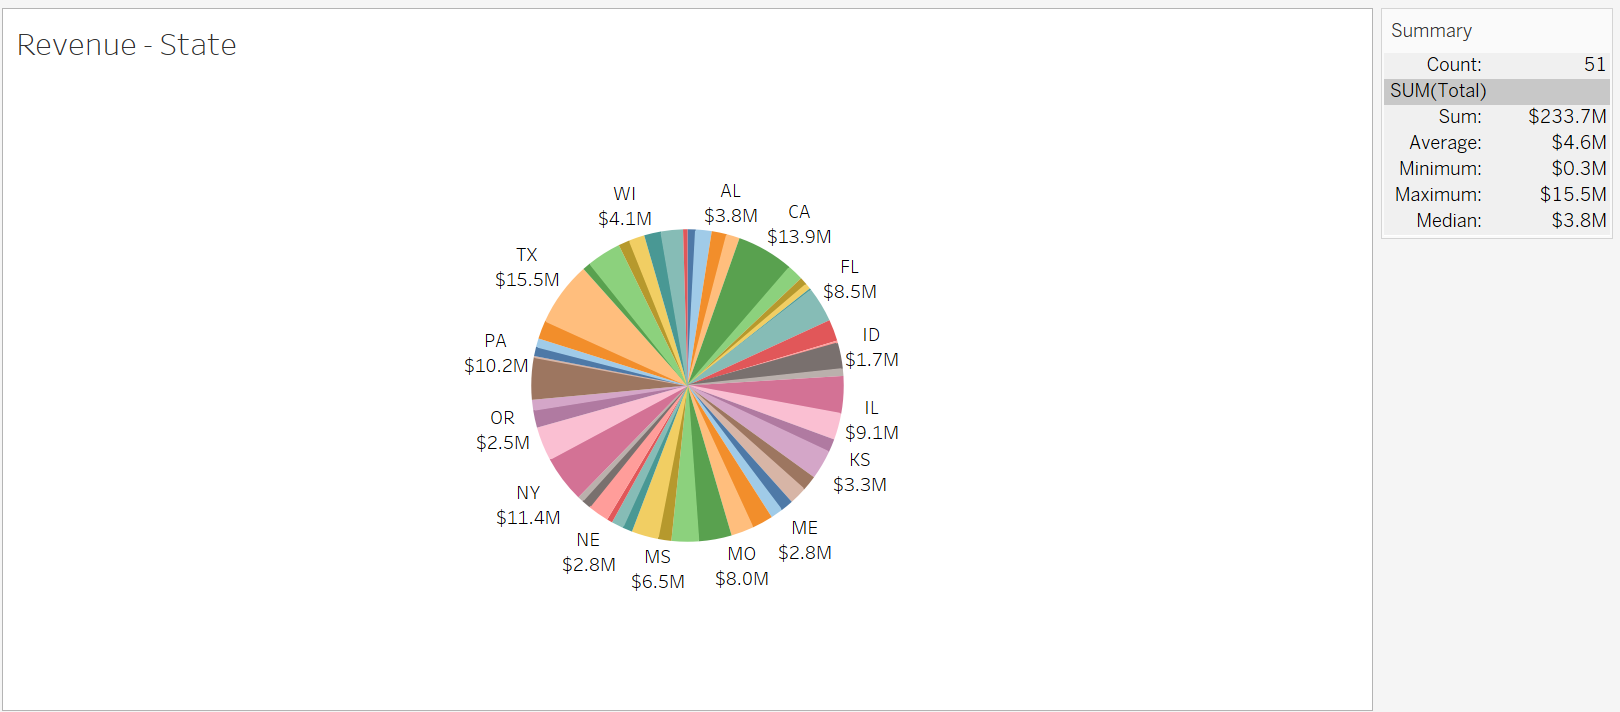 Revenue - State
WI
$4.1M
AL
$3.8M
CA
$13.9M
TX
$15.5M
FL
$8.5M
PA
$10.2M
ID
$1.7M
OR
$2.5M
IL
$9.1M
KS
$3.3M
NY
$11.4M
NE
$2.8M
MS
$6.5M
MO
$8.0M
ME
$2.8M
Summary
Count: 51
SUM(Total)
Sum: $233.7M
Average: $4.6M
Minimum: $0.3M
Maximum: $15.5M
Median: $3.8M